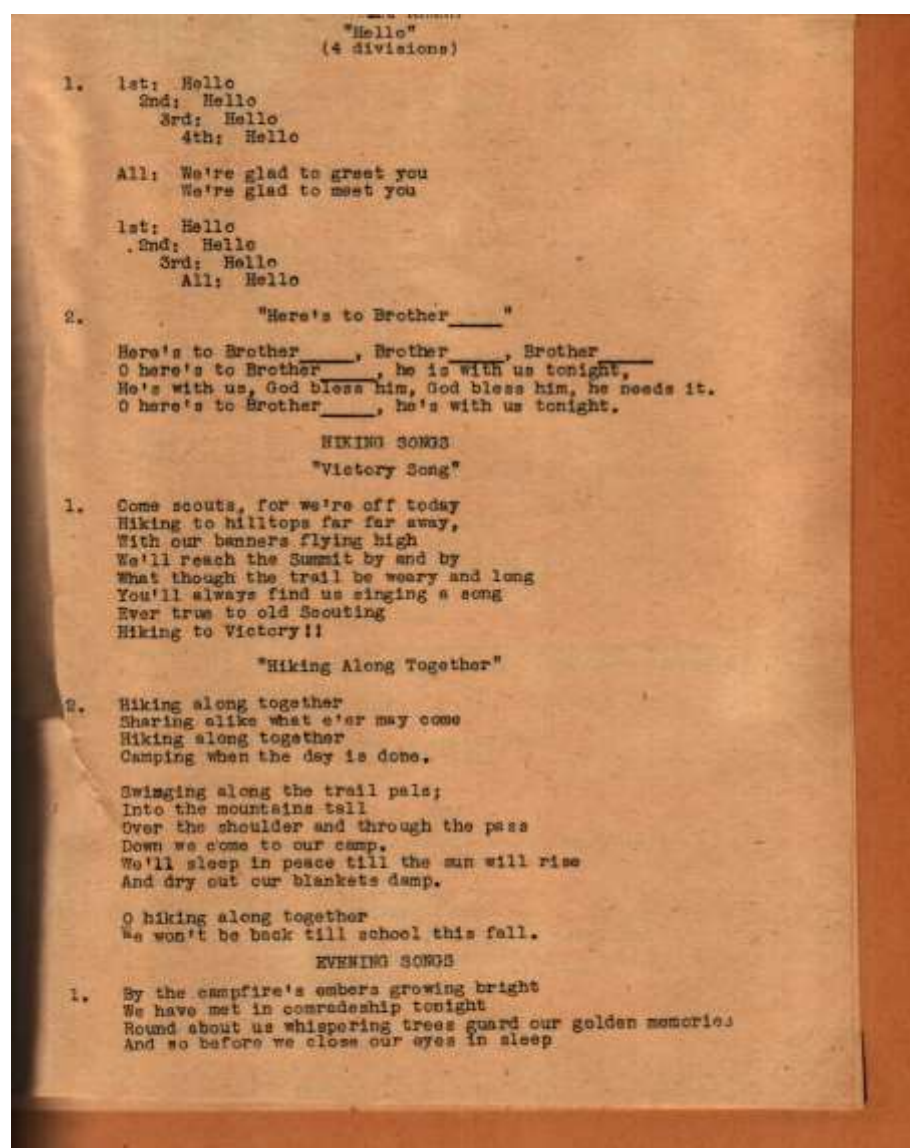 "Hello"
(4 divisions)
1. 1st: Hello
2nd: Hello
3rd: Hello
4th: Hello
All: We're glad to greet you
We're glad to meet you
1st: Hello
2nd: Hello
3rd: Hello
All: Hello
2. "Here's to Brother_____"
Here's to Brother_____, Brother_____, Brother_____
O here's to Brother_____, he is with us tonight,
He's with us, God bless him, God bless him, he needs it.
O here's to Brother_____, he's with us tonight.
HIKING SONGS
"Victory Song"
1. Come scouts, for we're off today
Hiking to hilltops far far away,
With our banners flying high
We'll reach the Summit by and by
What though the trail be weary and long
You'll always find us singing a song
Ever true to old Scouting
Hiking to Victory!!
"Hiking Along Together"
2. Hiking along together
Sharing alike what e'er may come
Hiking along together
Camping when the day is done.
Swinging along the trail pals;
Into the mountains tall
Over the shoulder and through the pass
Down we come to our camp.
We'll sleep in peace till the sun will rise
And dry out our blankets damp.
O hiking along together
We won't be back till school this fall.
EVENING SONGS
1. By the campfire's embers growing bright
We have met in comradeship tonight
Round about us whispering trees guard our golden memories
And so before we close our eyes in sleep